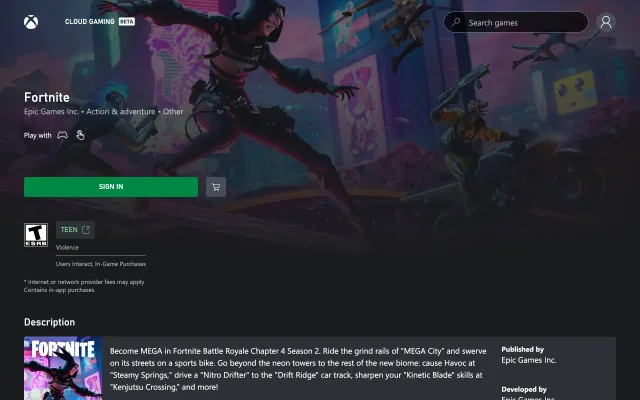 CLOUD GAMING BETA
Search games
Fortnite
Epic Games Inc. • Action & adventure • Other
Play with
SIGN IN
T
ESRB
TEEN
Violence
Users Interact, In-Game Purchases
* Internet or network provider fees may apply
Contains in-app purchases.
Description
FORTNITE
Become MEGA in Fortnite Battle Royale Chapter 4 Season 2. Ride the grind rails of "MEGA City" and swerve
on its streets on a sports bike. Go beyond the neon towers to the rest of the new biome: cause Havoc at
"Steamy Springs," drive a "Nitro Drifter" to the "Drift Ridge" car track, sharpen your "Kinetic Blade" skills at
"Kenjutsu Crossing," and more!
Published by
Epic Games Inc.
Developed by
Epic Games Inc.